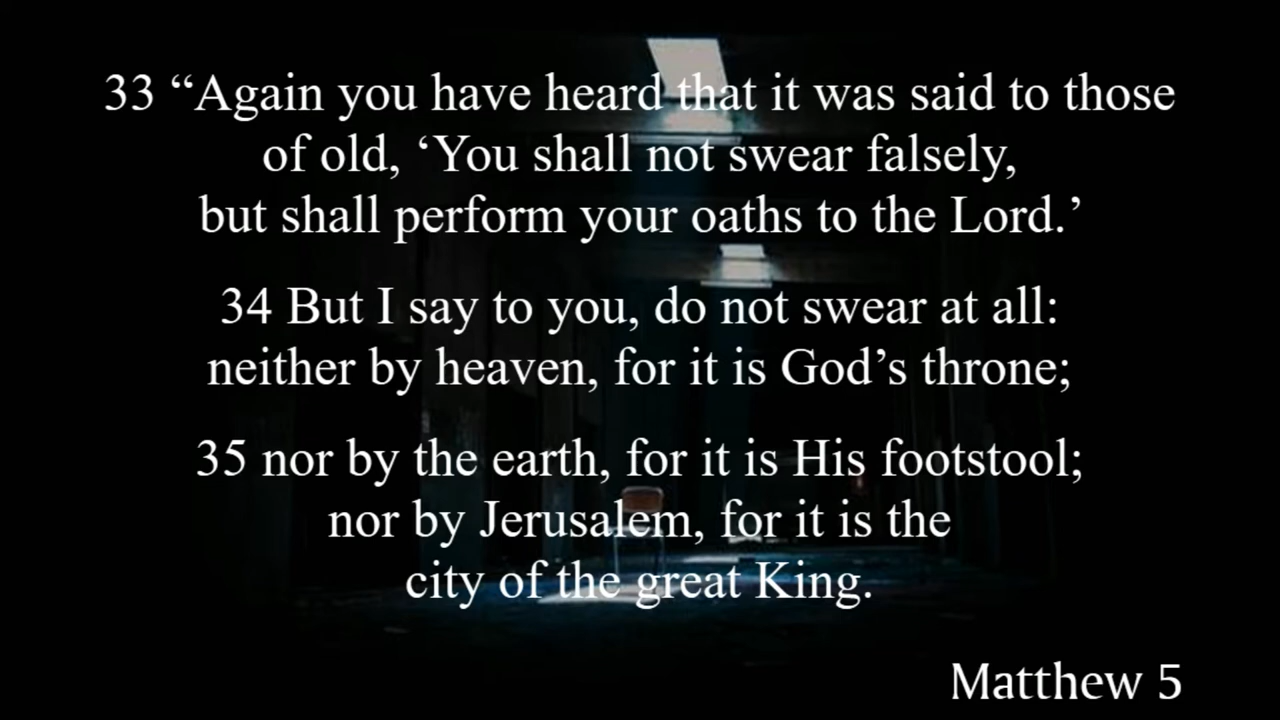 33 “Again you have heard that it was said to those
of old, ‘You shall not swear falsely,
but shall perform your oaths to the Lord.’
34 But I say to you, do not swear at all:
neither by heaven, for it is God’s throne;
35 nor by the earth, for it is His footstool;
nor by Jerusalem, for it is the
city of the great King.
Matthew 5